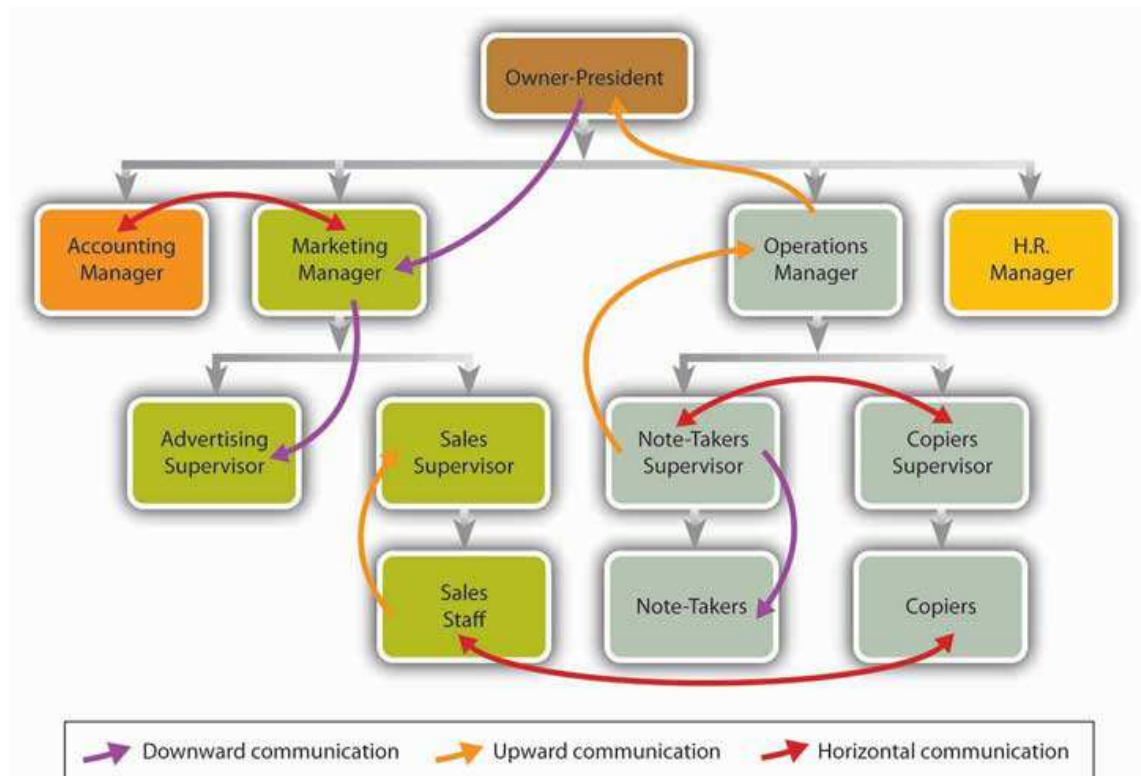 Owner-President
Accounting
Manager
Marketing
Manager
Operations
Manager
H.R.
Manager
Advertising
Supervisor
Sales
Supervisor
Note-Takers
Supervisor
Copiers
Supervisor
Sales
Staff
Note-Takers
Copiers
Downward communication
Upward communication
Horizontal communication